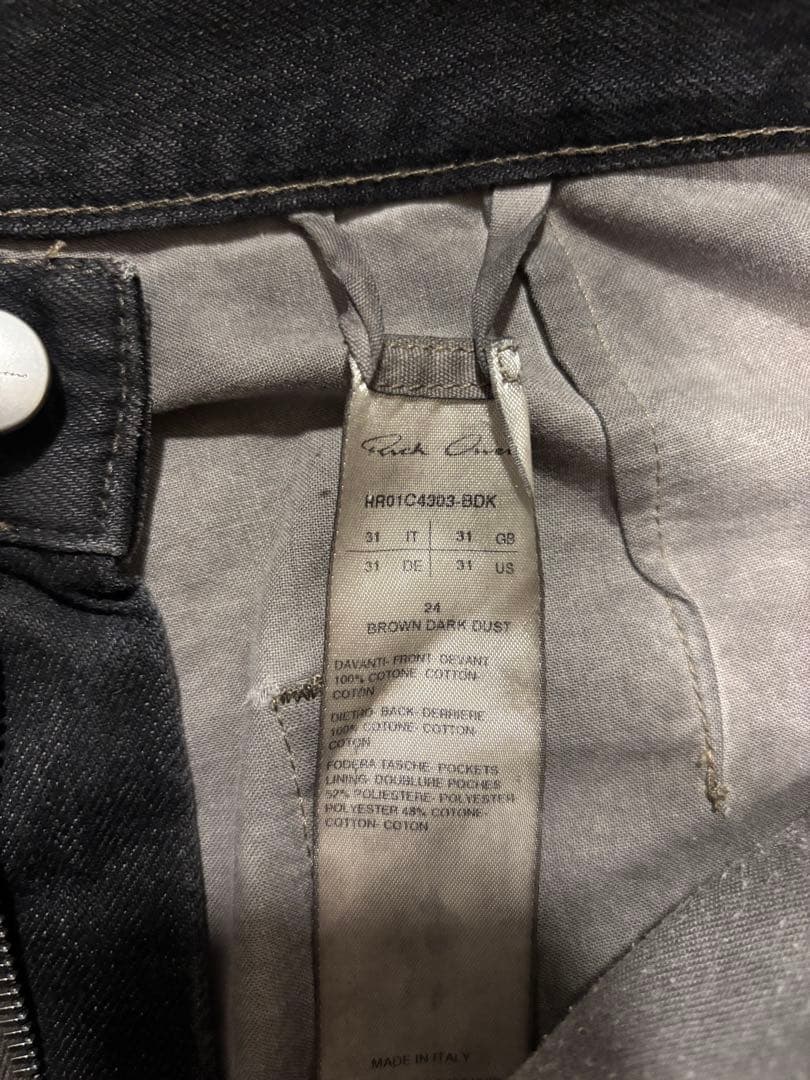 Rick Owens
HR01C4303-BDK
31 IT 31 GB
31 DE 31 US
24
BROWN DARK DUST
DAVANTI- FRONT- DEVANT
100% COTONE- COTTON-
COTON
DIETRO- BACK- DERRIERE
100% COTONE- COTTON-
COTON
FODERA TASCHE- POCKETS
LINING- DOUBLURE POCHES
52% POLIESTERE- POLYESTER
POLYESTER 48% COTONE-
COTTON- COTON
MADE IN ITALY